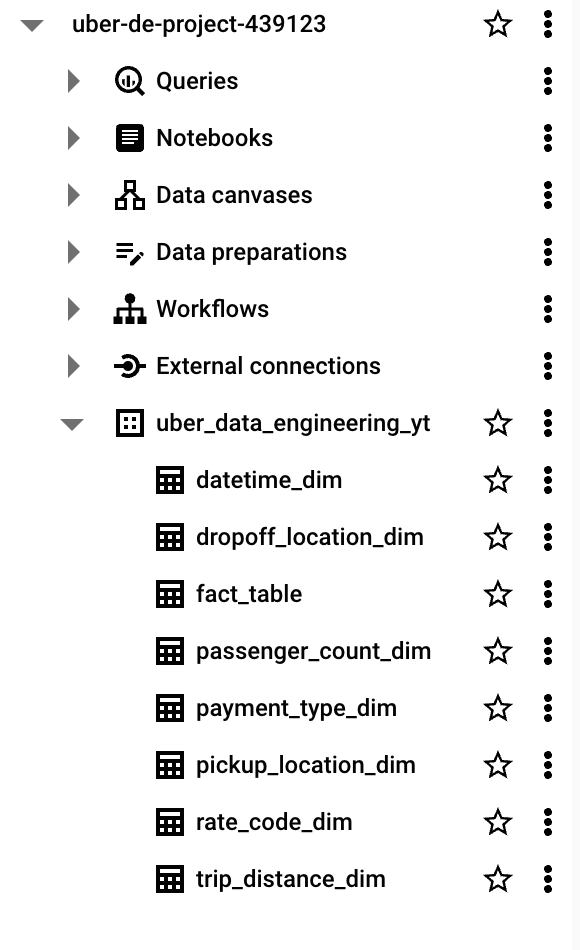 uber-de-project-439123
Queries
Notebooks
Data canvases
Data preparations
Workflows
External connections
uber_data_engineering_yt
datetime_dim
dropoff_location_dim
fact_table
passenger_count_dim
payment_type_dim
pickup_location_dim
rate_code_dim
trip_distance_dim